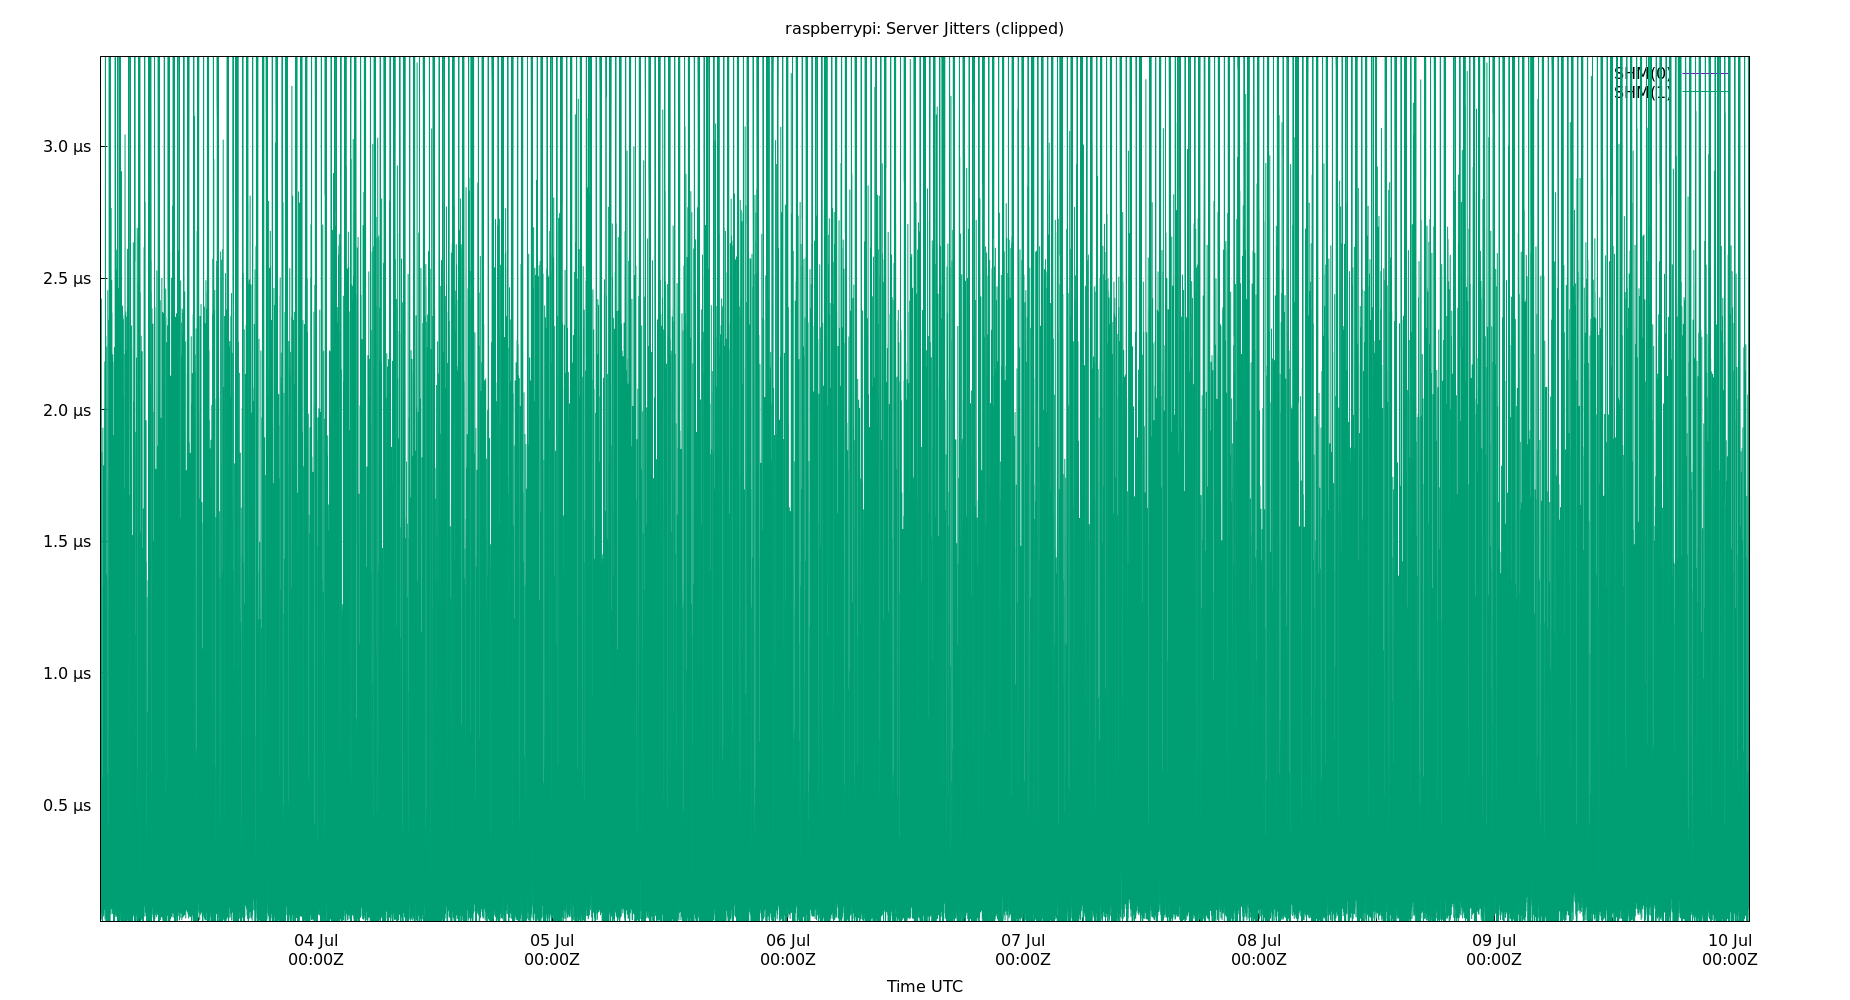 raspberrypi: Server Jitters (clipped)
SHM(0)
SHM(1)
3.0 µs
2.5 µs
2.0 µs
1.5 µs
1.0 µs
0.5 µs
04 Jul
00:00Z
05 Jul
00:00Z
06 Jul
00:00Z
07 Jul
00:00Z
08 Jul
00:00Z
09 Jul
00:00Z
10 Jul
00:00Z
Time UTC